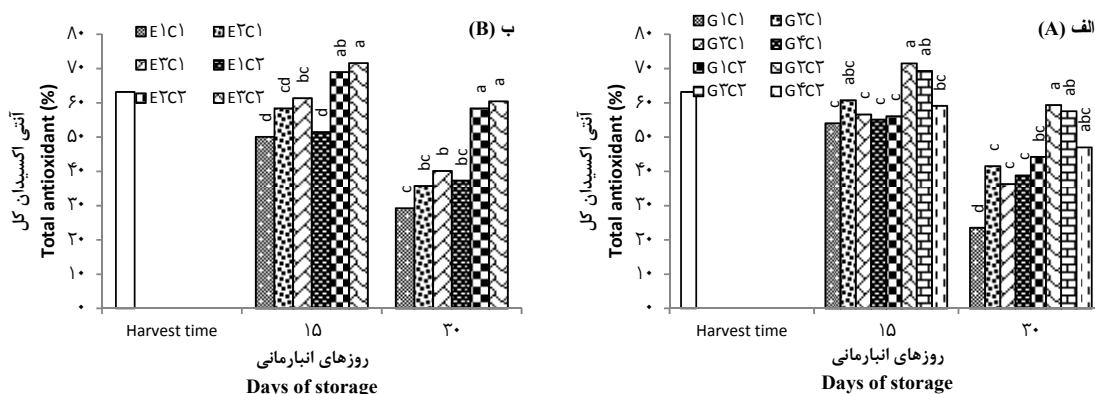 ب (B)
آنتی اکسیدان کل
Total antioxidant (%)
۸۰
۷۰
۶۰
۵۰
۴۰
۳۰
۲۰
۱۰
۰
E۱C۱ E۲C۱
E۳C۱ E۱C۲
E۲C۲ E۳C۲
d cd bc d ab a
c bc b bc a a
Harvest time ۱۵ ۳۰
روزهای انبارمانی
Days of storage
الف (A)
آنتی اکسیدان کل
Total antioxidant (%)
۸۰
۷۰
۶۰
۵۰
۴۰
۳۰
۲۰
۱۰
۰
G۱C۱ G۲C۱
G۳C۱ G۴C۱
G۱C۲ G۲C۲
G۳C۲ G۴C۲
c abc c c c a ab bc
d c c c bc a ab abc
Harvest time ۱۵ ۳۰
روزهای انبارمانی
Days of storage